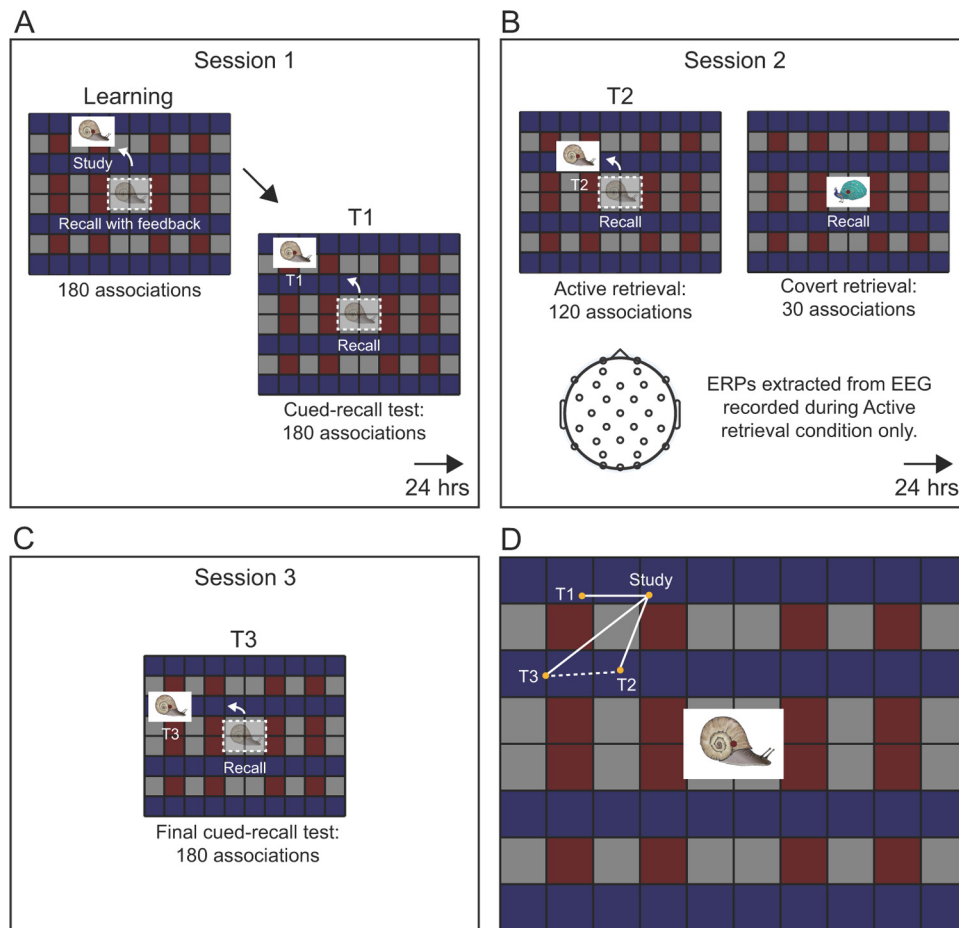 A
Session 1
Learning
Study
Recall with feedback
180 associations
T1
T1
Recall
Cued-recall test:
180 associations
24 hrs
B
Session 2
T2
T2
Recall
Active retrieval:
120 associations
Recall
Covert retrieval:
30 associations
ERPs extracted from EEG
recorded during Active
retrieval condition only.
24 hrs
C
Session 3
T3
T3
Recall
Final cued-recall test:
180 associations
D
Study
T1
T3
T2